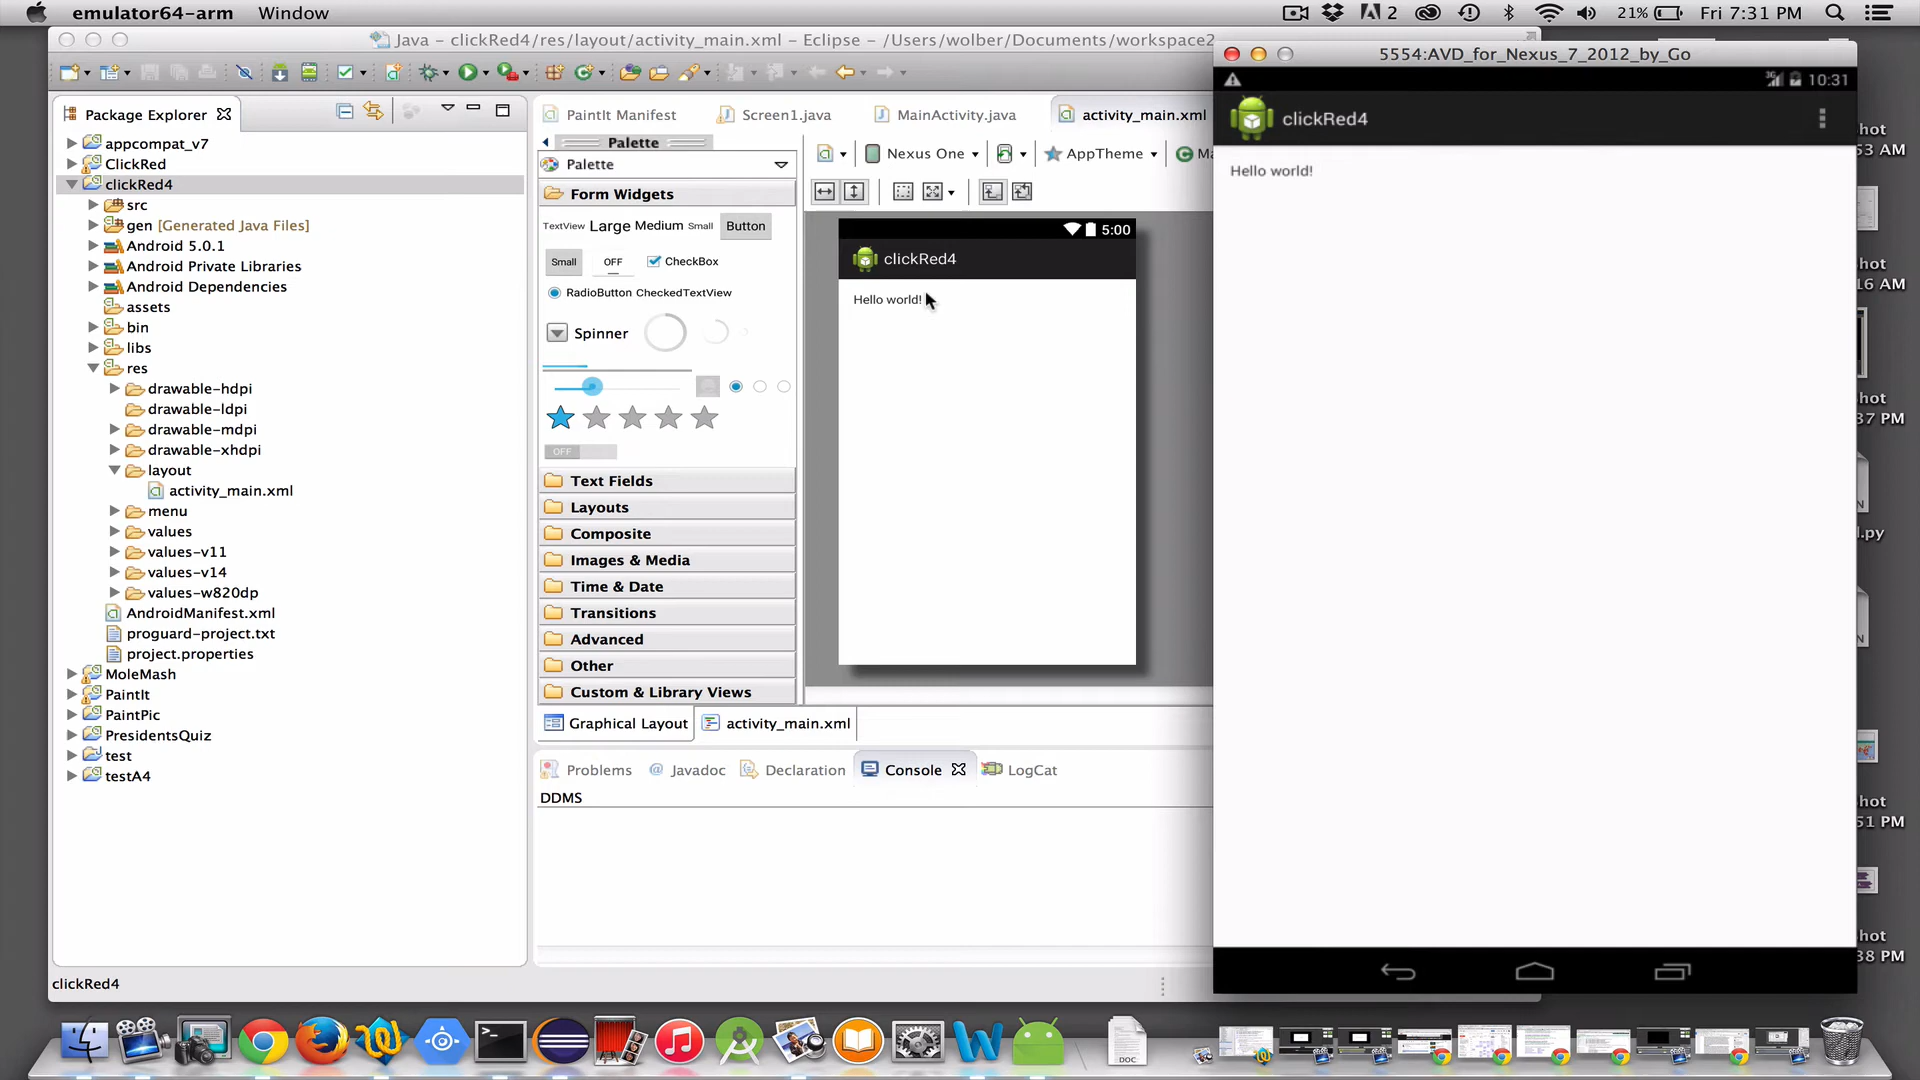 emulator64-arm Window
2
21% Fri 7:31 PM
Java – clickRed4/res/layout/activity_main.xml – Eclipse – /Users/wolber/Documents/workspace2
5554:AVD_for_Nexus_7_2012_by_Go
Package Explorer
PaintIt Manifest
Screen1.java
MainActivity.java
activity_main.xml
appcompat_v7
ClickRed
clickRed4
src
gen [Generated Java Files]
Android 5.0.1
Android Private Libraries
Android Dependencies
assets
bin
libs
res
drawable-hdpi
drawable-ldpi
drawable-mdpi
drawable-xhdpi
layout
activity_main.xml
menu
values
values-v11
values-v14
values-w820dp
AndroidManifest.xml
proguard-project.txt
project.properties
MoleMash
PaintIt
PaintPic
PresidentsQuiz
test
testA4
clickRed4
Palette
Palette
Form Widgets
TextView Large Medium Small Button
Small OFF CheckBox
RadioButton CheckedTextView
Spinner
OFF
Text Fields
Layouts
Composite
Images & Media
Time & Date
Transitions
Advanced
Other
Custom & Library Views
Nexus One
AppTheme
Ma
5:00
clickRed4
Hello world!
Graphical Layout
activity_main.xml
Problems
Javadoc
Declaration
Console
LogCat
DDMS
3G 10:31
clickRed4
Hello world!
hot
53 AM
hot
16 AM
hot
37 PM
N
l.py
N
hot
51 PM
hot
38 PM
DOC